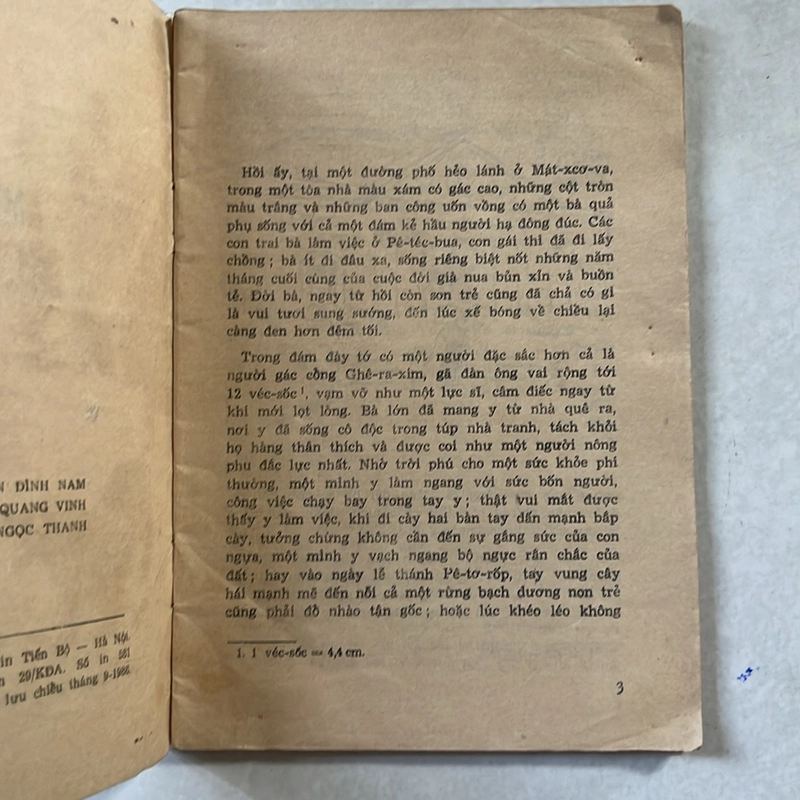 ĐÌNH NAM
QUANG VINH
NGỌC THANH
in Tiến Bộ — Hà Nội.
29/KĐA. Số in 581
lưu chiểu tháng 9-1986.
Hồi ấy, tại một đường phố hẻo lánh ở Mát-xcơ-va,
trong một tòa nhà màu xám có gác cao, những cột tròn
màu trắng và những ban công uốn vồng có một bà quả
phụ sống với cả một đám kẻ hầu người hạ đông đúc. Các
con trai bà làm việc ở Pê-téc-bua, con gái thì đã đi lấy
chồng ; bà ít đi đâu xa, sống riêng biệt nốt những năm
tháng cuối cùng của cuộc đời già nua bủn xỉn và buồn
tẻ. Đời bà, ngay từ hồi còn son trẻ cũng đã chả có gì
là vui tươi sung sướng, đến lúc xế bóng về chiều lại
càng đen hơn đêm tối.
Trong đám đày tớ có một người đặc sắc hơn cả là
người gác cổng Ghê-ra-xim, gã đàn ông vai rộng tới
12 véc-sốc¹, vạm vỡ như một lực sĩ, câm điếc ngay từ
khi mới lọt lòng. Bà lớn đã mang y từ nhà quê ra,
nơi y đã sống cô độc trong túp nhà tranh, tách khỏi
họ hàng thân thích và được coi như một người nông
phu đắc lực nhất. Nhờ trời phú cho một sức khỏe phi
thường, một mình y làm ngang với sức bốn người,
công việc chạy bay trong tay y ; thật vui mắt được
thấy y làm việc, khi đi cày hai bàn tay dấn mạnh bắp
cày, tưởng chừng không cần đến sự gắng sức của con
ngựa, một mình y vạch ngang bộ ngực rắn chắc của
đất ; hay vào ngày lễ thánh Pê-tơ-rốp, tay vung cây
hái mạnh mẽ đến nỗi cả một rừng bạch dương non trẻ
cũng phải đổ nhào tận gốc ; hoặc lúc khéo léo không
1. 1 véc-sốc = 4,4 cm.
3